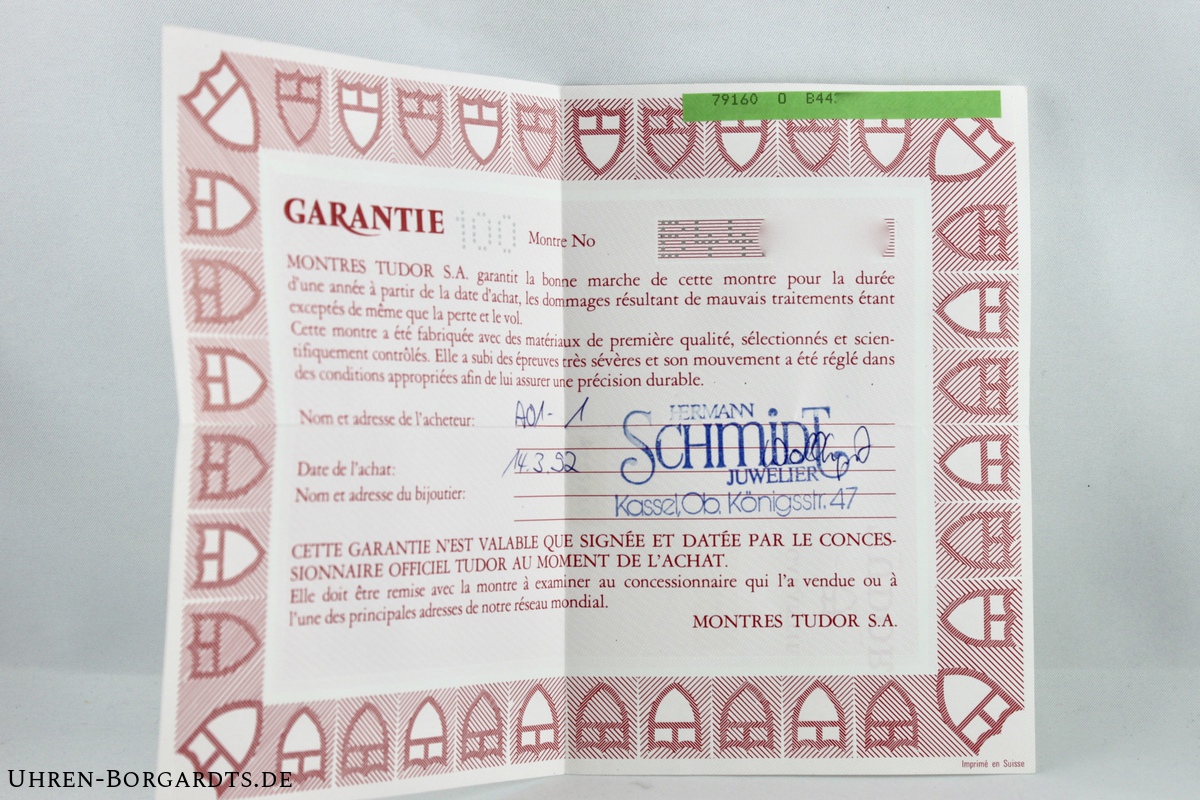 79160 O B44
GARANTIE 100 Montre No
MONTRES TUDOR S.A. garantit la bonne marche de cette montre pour la durée
d'une année à partir de la date d'achat, les dommages résultant de mauvais traitements étant
exceptés de même que la perte et le vol.
Cette montre a été fabriquée avec des matériaux de première qualité, sélectionnés et scien-
tifiquement contrôlés. Elle a subi des épreuves très sévères et son mouvement a été réglé dans
des conditions appropriées afin de lui assurer une précision durable.
Nom et adresse de l'acheteur: A01- 1
HERMANN
SCHMIDT
JUWELIER
Kassel, Ob. Königsstr. 47
Date de l'achat: 14.3.92
Nom et adresse du bijoutier:
CETTE GARANTIE N'EST VALABLE QUE SIGNÉE ET DATÉE PAR LE CONCES-
SIONNAIRE OFFICIEL TUDOR AU MOMENT DE L'ACHAT.
Elle doit être remise avec la montre à examiner au concessionnaire qui l'a vendue ou à
l'une des principales adresses de notre réseau mondial.
MONTRES TUDOR S.A.
Imprimé en Suisse
UHREN-BORGARDTS.DE